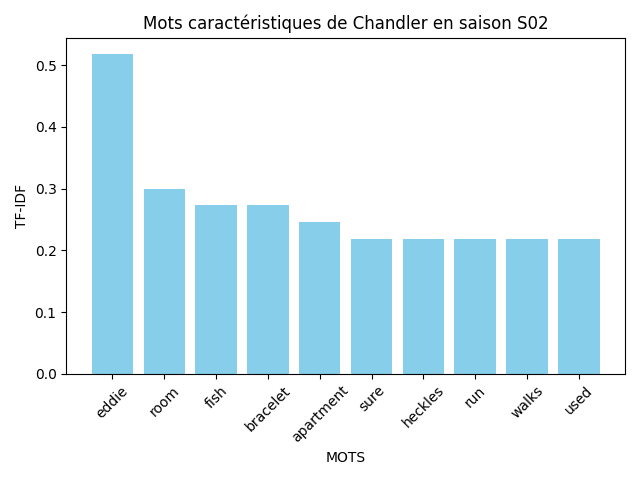 Mots caractéristiques de Chandler en saison S02
TF-IDF
0.5
0.4
0.3
0.2
0.1
0.0
eddie
room
fish
bracelet
apartment
sure
heckles
run
walks
used
MOTS